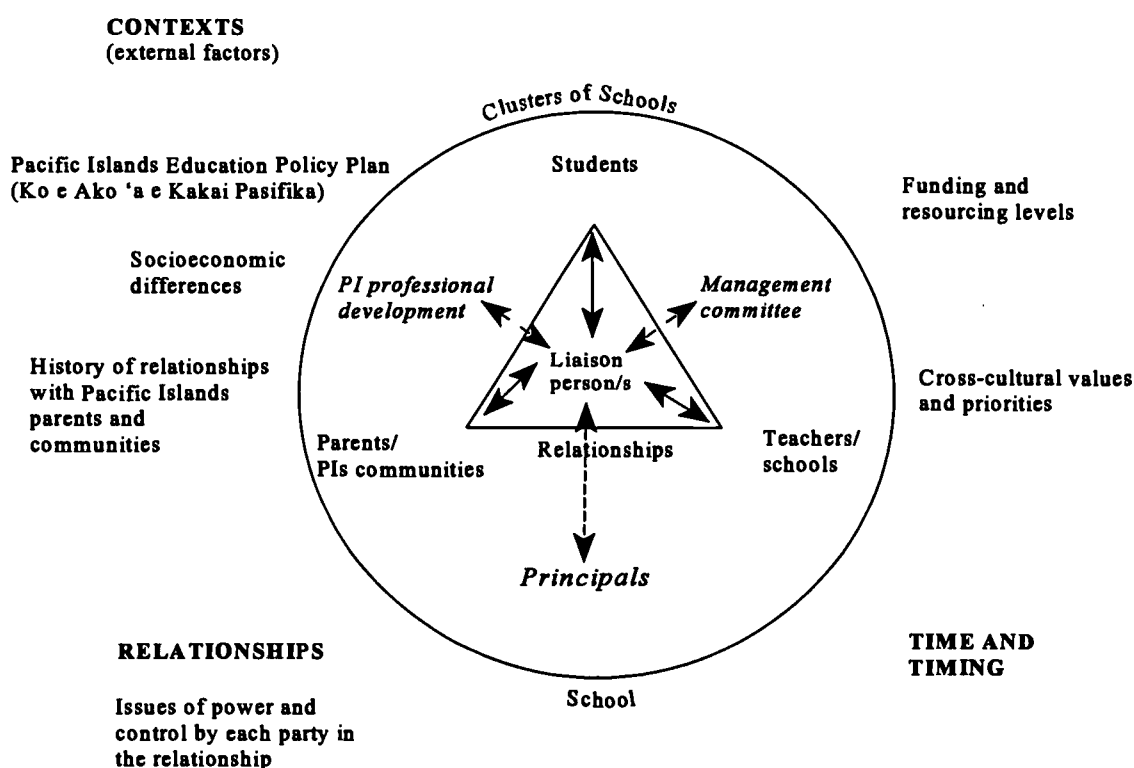 CONTEXTS
(external factors)
Clusters of Schools
Students
Pacific Islands Education Policy Plan
(Ko e Ako ‘a e Kakai Pasifika)
Funding and
resourcing levels
Socioeconomic
differences
PI professional
development
Management
committee
Liaison
person/s
History of relationships
with Pacific Islands
parents and
communities
Cross-cultural values
and priorities
Parents/
PIs communities
Relationships
Teachers/
schools
Principals
RELATIONSHIPS
TIME AND
TIMING
School
Issues of power and
control by each party in
the relationship